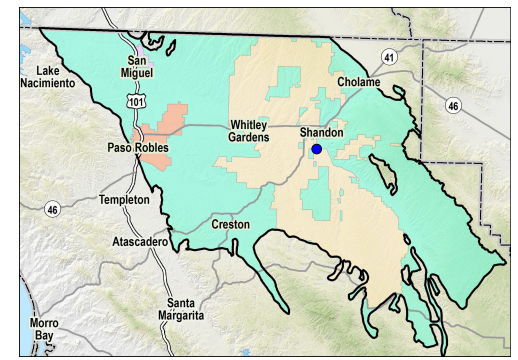 San
Miguel
41
Lake
Nacimiento
Cholame
101
46
Whitley
Gardens
Shandon
Paso Robles
Templeton
46
Creston
Atascadero
Santa
Margarita
Morro
Bay